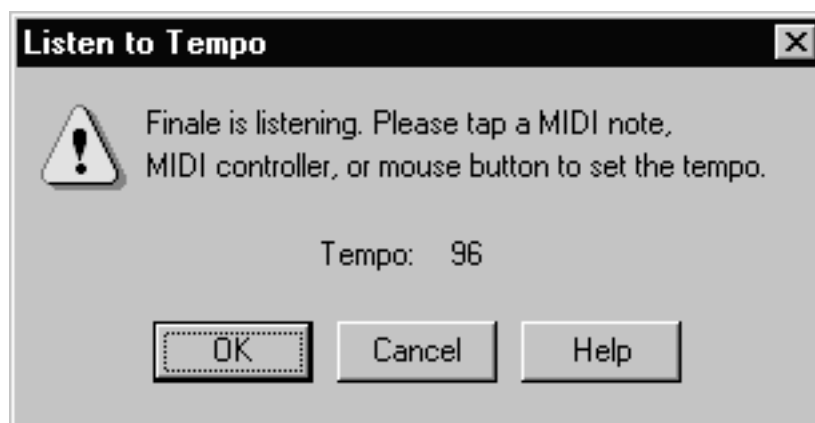 Listen to Tempo
Finale is listening. Please tap a MIDI note,
MIDI controller, or mouse button to set the tempo.
Tempo: 96
OK Cancel Help